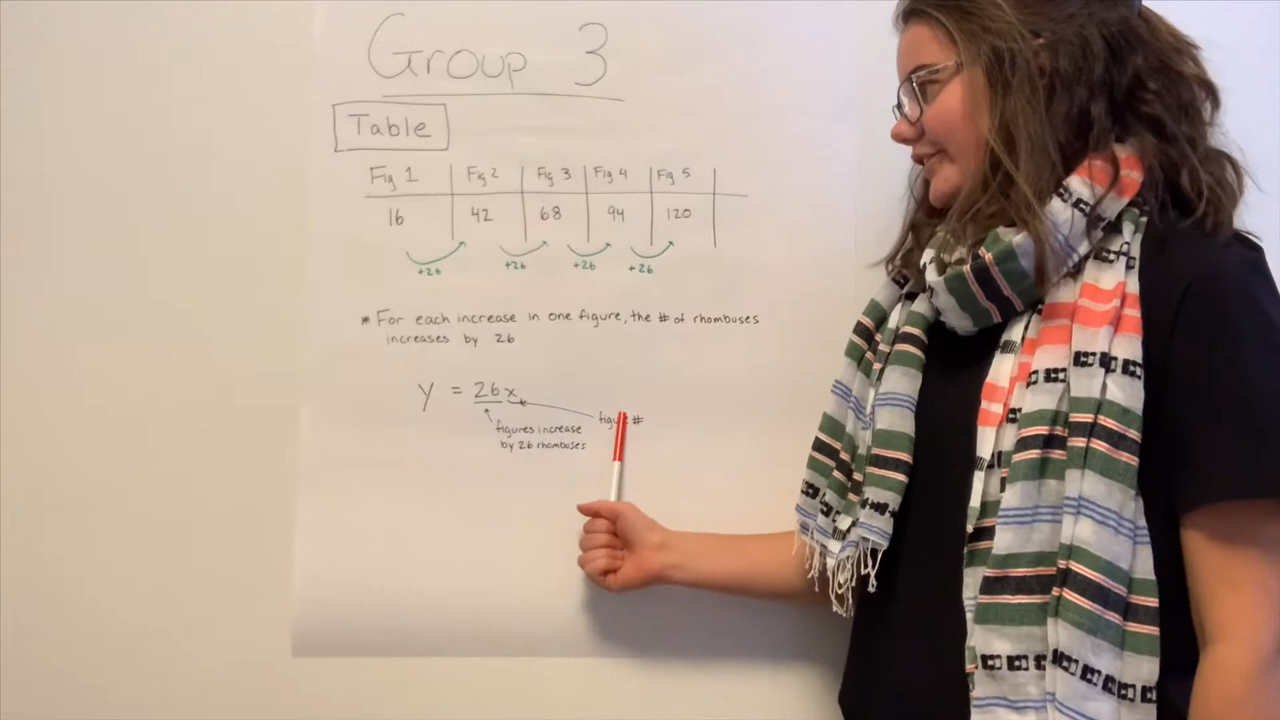 Group 3
Table
Fig 1 Fig 2 Fig 3 Fig 4 Fig 5
16 42 68 94 120
+26 +26 +26 +26
* For each increase in one figure, the # of rhombuses
increases by 26
Y = 26x
figure #
figures increase
by 26 rhombuses